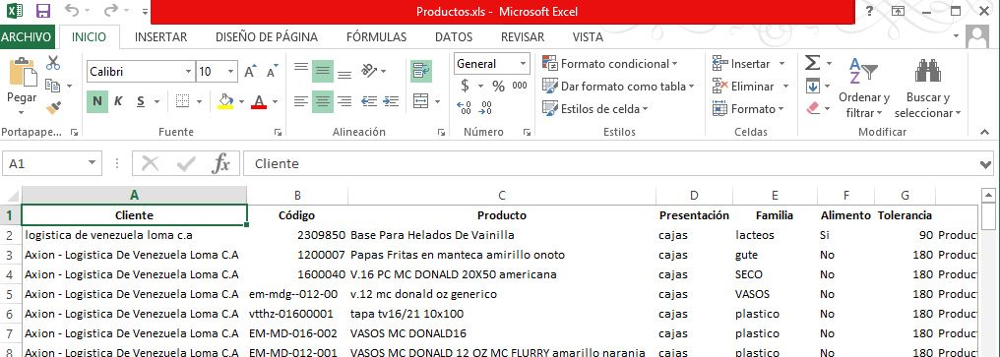 Productos.xls - Microsoft Excel
ARCHIVO INICIO INSERTAR DISEÑO DE PÁGINA FÓRMULAS DATOS REVISAR VISTA
Pegar
Calibri 10 A A
N K S A
General
$ % 000
Formato condicional
Dar formato como tabla
Estilos de celda
Insertar
Eliminar
Formato
Ordenar y filtrar
Buscar y seleccionar
Portapape... Fuente Alineación Número Estilos Celdas Modificar
A1 fx Cliente
A B C D E F G
1 Cliente Código Producto Presentación Familia Alimento Tolerancia
2 logistica de venezuela loma c.a 2309850 Base Para Helados De Vainilla cajas lacteos Si 90 Product
3 Axion - Logistica De Venezuela Loma C.A 1200007 Papas Fritas en manteca amirillo onoto cajas gute No 180 Product
4 Axion - Logistica De Venezuela Loma C.A 1600040 V.16 PC MC DONALD 20X50 americana cajas SECO No 180 Product
5 Axion - Logistica De Venezuela Loma C.A em-mdg--012-00 v.12 mc donald oz generico cajas VASOS No 180 Product
6 Axion - Logistica De Venezuela Loma C.A vtthz-01600001 tapa tv16/21 10x100 cajas plastico No 180 Product
7 Axion - Logistica De Venezuela Loma C.A EM-MD-016-002 VASOS MC DONALD16 cajas plastico No 180 Product
8 Axion - Logistica De Venezuela Loma C.A EM-MD-012-001 VASOS MC DONALD 12 OZ MC FLURRY amarillo naranja cajas plastico No 180 Product